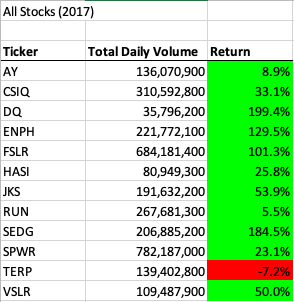 All Stocks (2017)
Ticker Total Daily Volume Return
AY 136,070,900 8.9%
CSIQ 310,592,800 33.1%
DQ 35,796,200 199.4%
ENPH 221,772,100 129.5%
FSLR 684,181,400 101.3%
HASI 80,949,300 25.8%
JKS 191,632,200 53.9%
RUN 267,681,300 5.5%
SEDG 206,885,200 184.5%
SPWR 782,187,000 23.1%
TERP 139,402,800 -7.2%
VSLR 109,487,900 50.0%